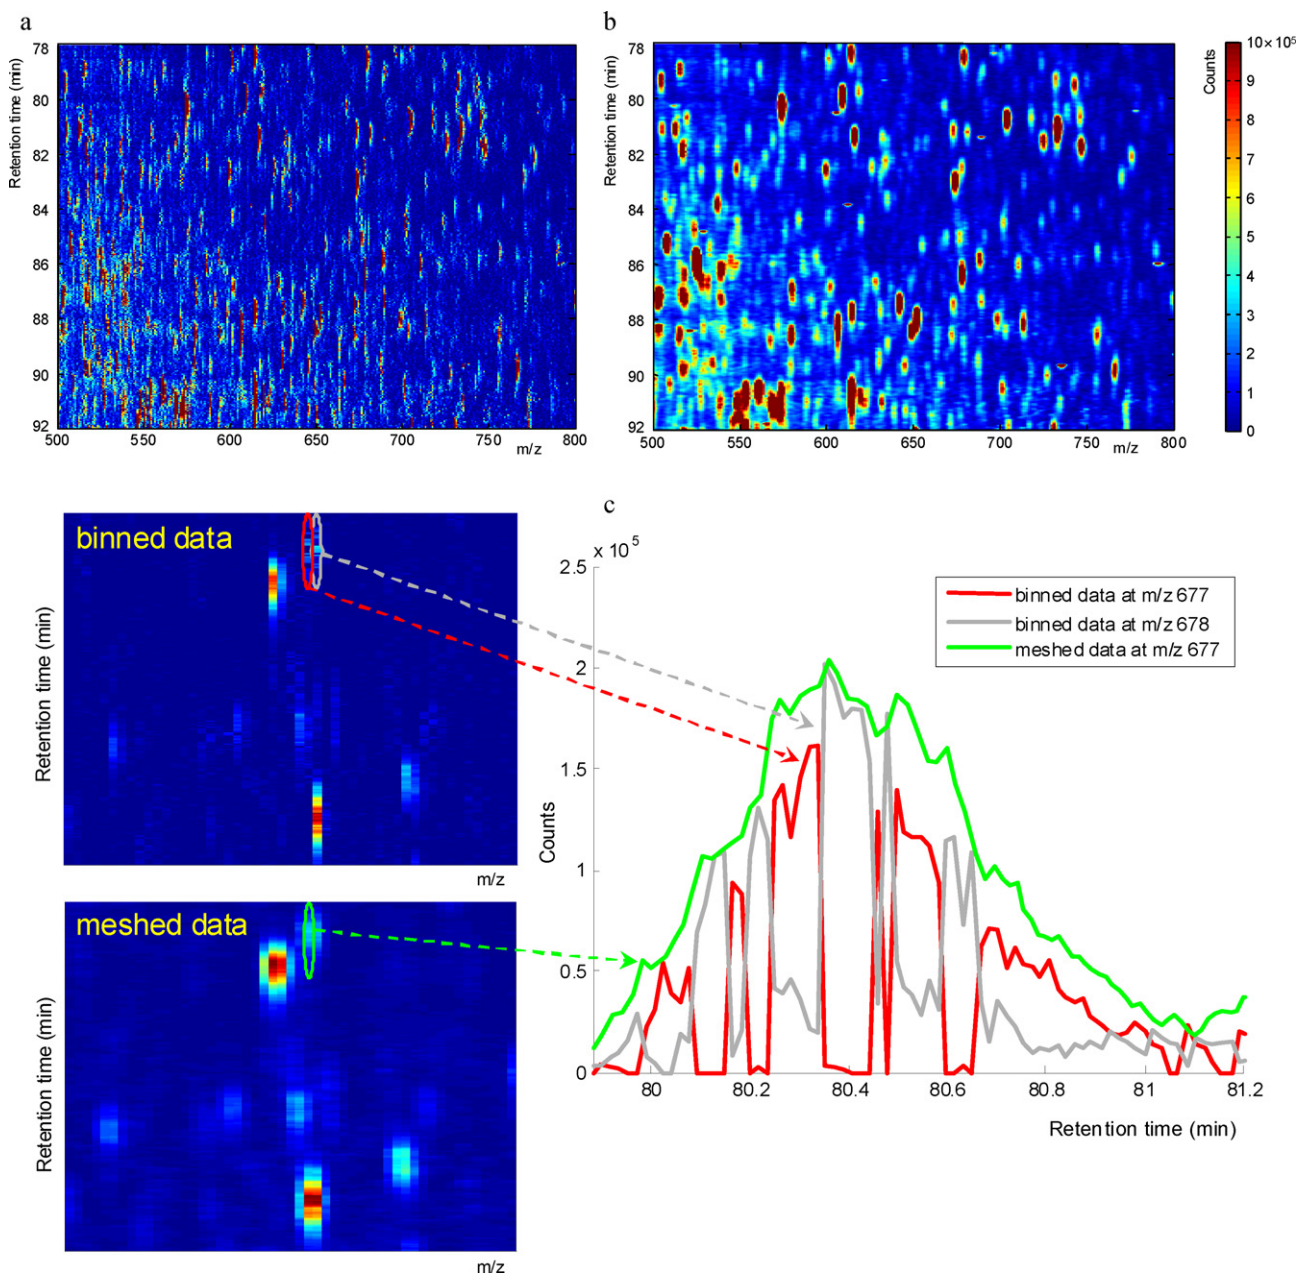 a
b
Retention time (min)
78
80
82
84
86
88
90
92
500
550
600
650
700
750
800
m/z
Retention time (min)
78
80
82
84
86
88
90
92
500
550
600
650
700
750
800
m/z
Counts
10×10⁵
9
8
7
6
5
4
3
2
1
0
binned data
Retention time (min)
m/z
meshed data
Retention time (min)
m/z
c
x 10⁵
2.5
2
1.5
1
0.5
0
Counts
binned data at m/z 677
binned data at m/z 678
meshed data at m/z 677
80
80.2
80.4
80.6
80.8
81
81.2
Retention time (min)